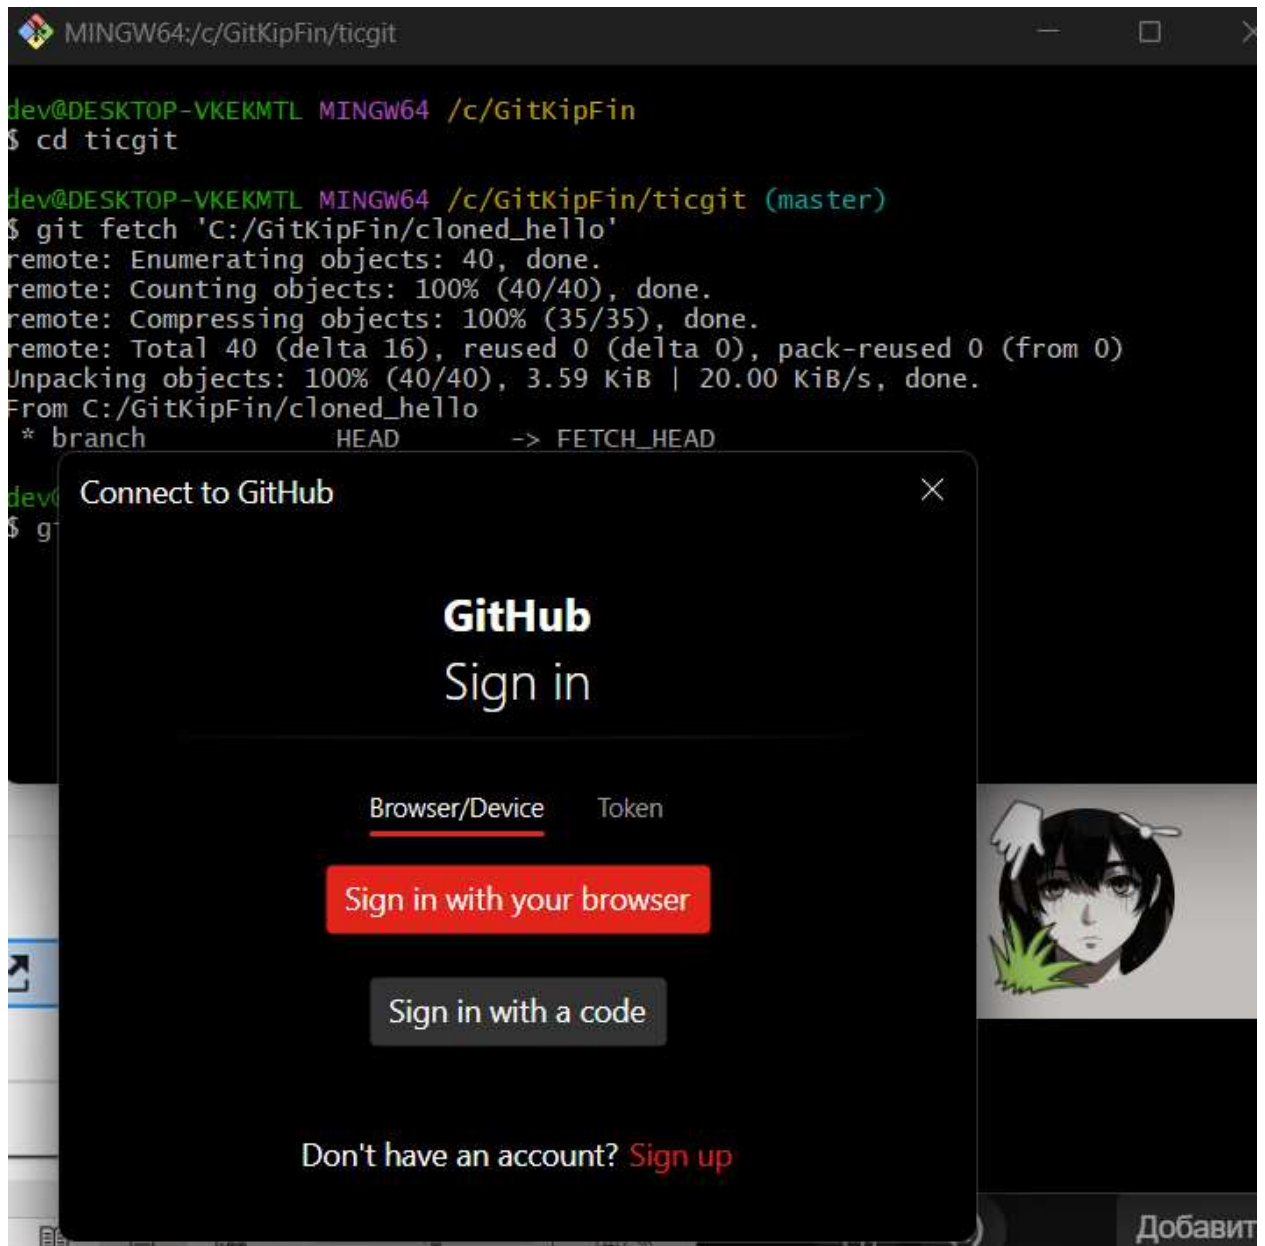 MINGW64:/c/GitKipFin/ticgit
dev@DESKTOP-VKEKMTL MINGW64 /c/GitKipFin
$ cd ticgit
dev@DESKTOP-VKEKMTL MINGW64 /c/GitKipFin/ticgit (master)
$ git fetch 'C:/GitKipFin/cloned_hello'
remote: Enumerating objects: 40, done.
remote: Counting objects: 100% (40/40), done.
remote: Compressing objects: 100% (35/35), done.
remote: Total 40 (delta 16), reused 0 (delta 0), pack-reused 0 (from 0)
Unpacking objects: 100% (40/40), 3.59 KiB | 20.00 KiB/s, done.
From C:/GitKipFin/cloned_hello
 * branch            HEAD       -> FETCH_HEAD
$
Connect to GitHub
GitHub
Sign in
Browser/Device Token
Sign in with your browser
Sign in with a code
Don't have an account? Sign up